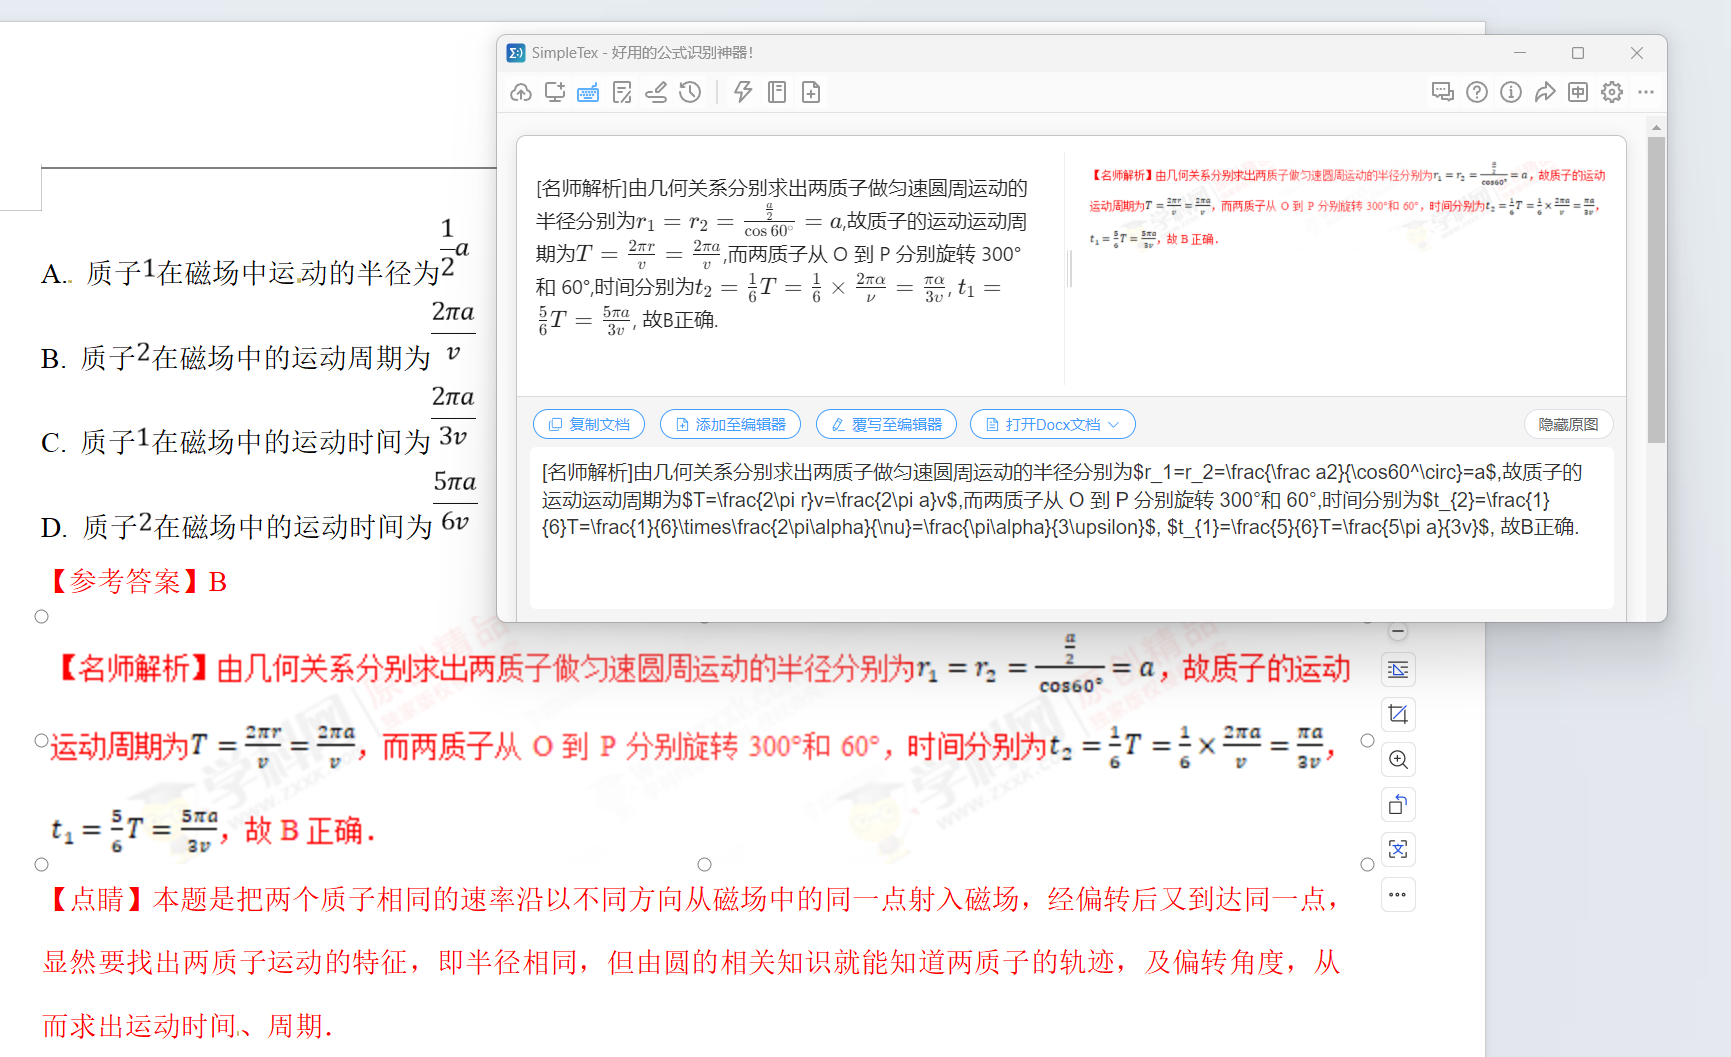 SimpleTex - 好用的公式识别神器!
[名师解析]由几何关系分别求出两质子做匀速圆周运动的
半径分别为$r_1=r_2=\frac{\frac{a}{2}}{\cos 60^\circ}=a$,故质子的运动运动周
期为$T=\frac{2\pi r}{v}=\frac{2\pi a}{v}$,而两质子从 O 到 P 分别旋转 300°
和 60°,时间分别为$t_2=\frac{1}{6}T=\frac{1}{6}\times\frac{2\pi\alpha}{\nu}=\frac{\pi\alpha}{3\upsilon}$, $t_1=$
$\frac{5}{6}T=\frac{5\pi a}{3v}$, 故B正确.
【名师解析】由几何关系分别求出两质子做匀速圆周运动的半径分别为$r_1=r_2=\frac{\frac{a}{2}}{cos60°}=a$，故质子的运动
运动周期为$T=\frac{2\pi r}{v}=\frac{2\pi a}{v}$，而两质子从 O 到 P 分别旋转 300°和 60°，时间分别为$t_2=\frac{1}{6}T=\frac{1}{6}\times\frac{2\pi a}{v}=\frac{\pi a}{3v}$，
$t_1=\frac{5}{6}T=\frac{5\pi a}{3v}$，故 B 正确．
复制文档 添加至编辑器 覆写至编辑器 打开Docx文档 隐藏原图
[名师解析]由几何关系分别求出两质子做匀速圆周运动的半径分别为$r_1=r_2=\frac{\frac a2}{\cos60^\circ}=a$,故质子的
运动运动周期为$T=\frac{2\pi r}v=\frac{2\pi a}v$,而两质子从 O 到 P 分别旋转 300°和 60°,时间分别为$t_{2}=\frac{1}
{6}T=\frac{1}{6}\times\frac{2\pi\alpha}{\nu}=\frac{\pi\alpha}{3\upsilon}$, $t_{1}=\frac{5}{6}T=\frac{5\pi a}{3v}$, 故B正确.
A. 质子1在磁场中运动的半径为$\frac{1}{2}a$
B. 质子2在磁场中的运动周期为$\frac{2\pi a}{v}$
C. 质子1在磁场中的运动时间为$\frac{2\pi a}{3v}$
D. 质子2在磁场中的运动时间为$\frac{5\pi a}{6v}$
【参考答案】B
【名师解析】由几何关系分别求出两质子做匀速圆周运动的半径分别为$r_1=r_2=\frac{\frac{a}{2}}{cos60°}=a$，故质子的运动
运动周期为$T=\frac{2\pi r}{v}=\frac{2\pi a}{v}$，而两质子从 O 到 P 分别旋转 300°和 60°，时间分别为$t_2=\frac{1}{6}T=\frac{1}{6}\times\frac{2\pi a}{v}=\frac{\pi a}{3v}$，
$t_1=\frac{5}{6}T=\frac{5\pi a}{3v}$，故 B 正确．
【点睛】本题是把两个质子相同的速率沿以不同方向从磁场中的同一点射入磁场，经偏转后又到达同一点，
显然要找出两质子运动的特征，即半径相同，但由圆的相关知识就能知道两质子的轨迹，及偏转角度，从
而求出运动时间、周期．